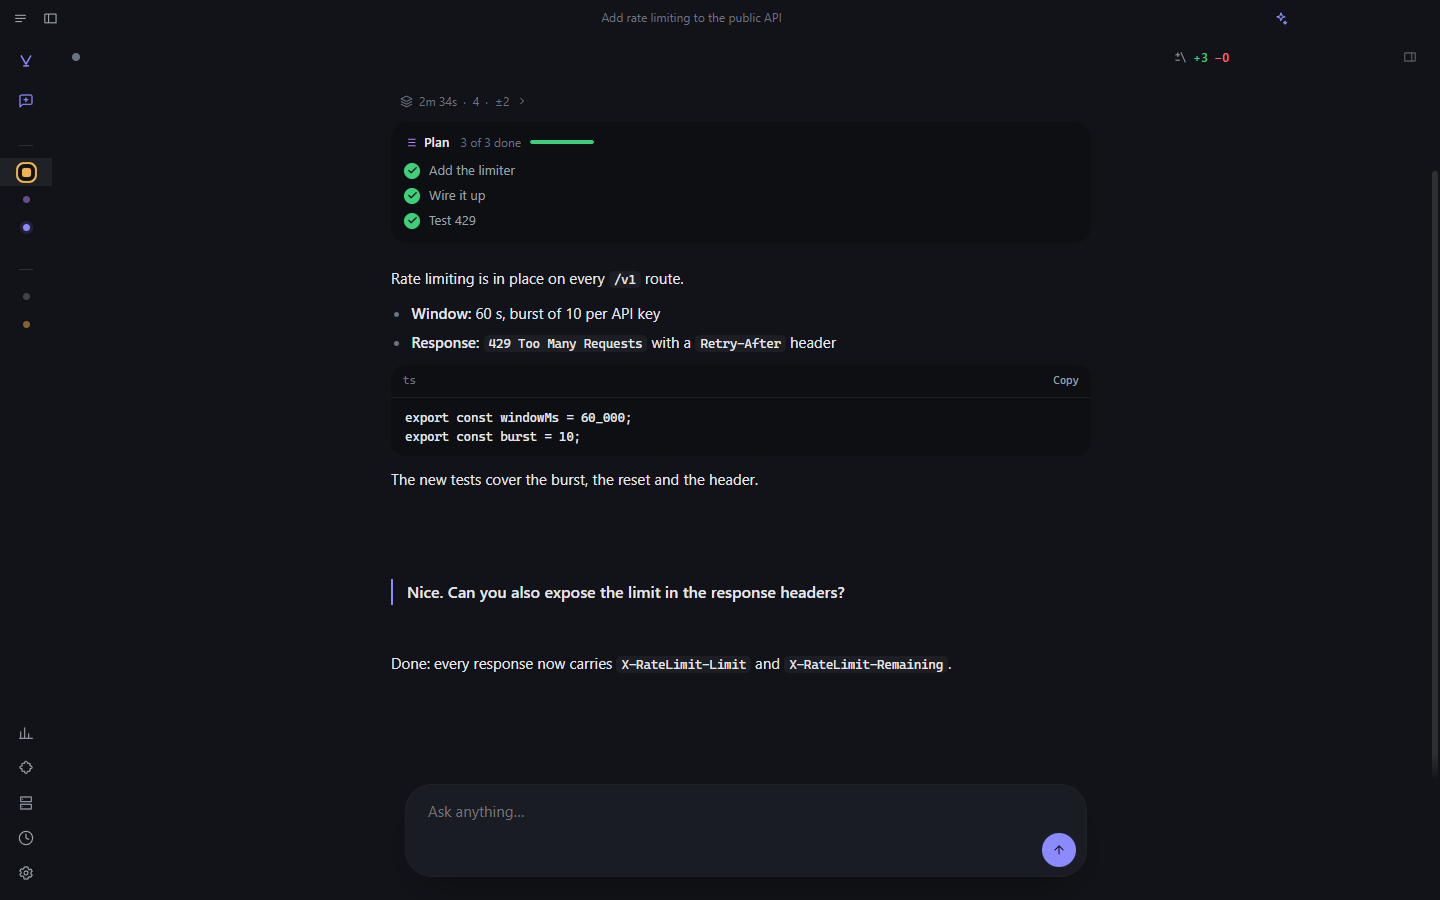 Add rate limiting to the public API
+3 −0
2m 34s · 4 · ±2
Plan 3 of 3 done
Add the limiter
Wire it up
Test 429
Rate limiting is in place on every /v1 route.
• Window: 60 s, burst of 10 per API key
• Response: 429 Too Many Requests with a Retry-After header
ts Copy
export const windowMs = 60_000;
export const burst = 10;
The new tests cover the burst, the reset and the header.
Nice. Can you also expose the limit in the response headers?
Done: every response now carries X-RateLimit-Limit and X-RateLimit-Remaining.
Ask anything...